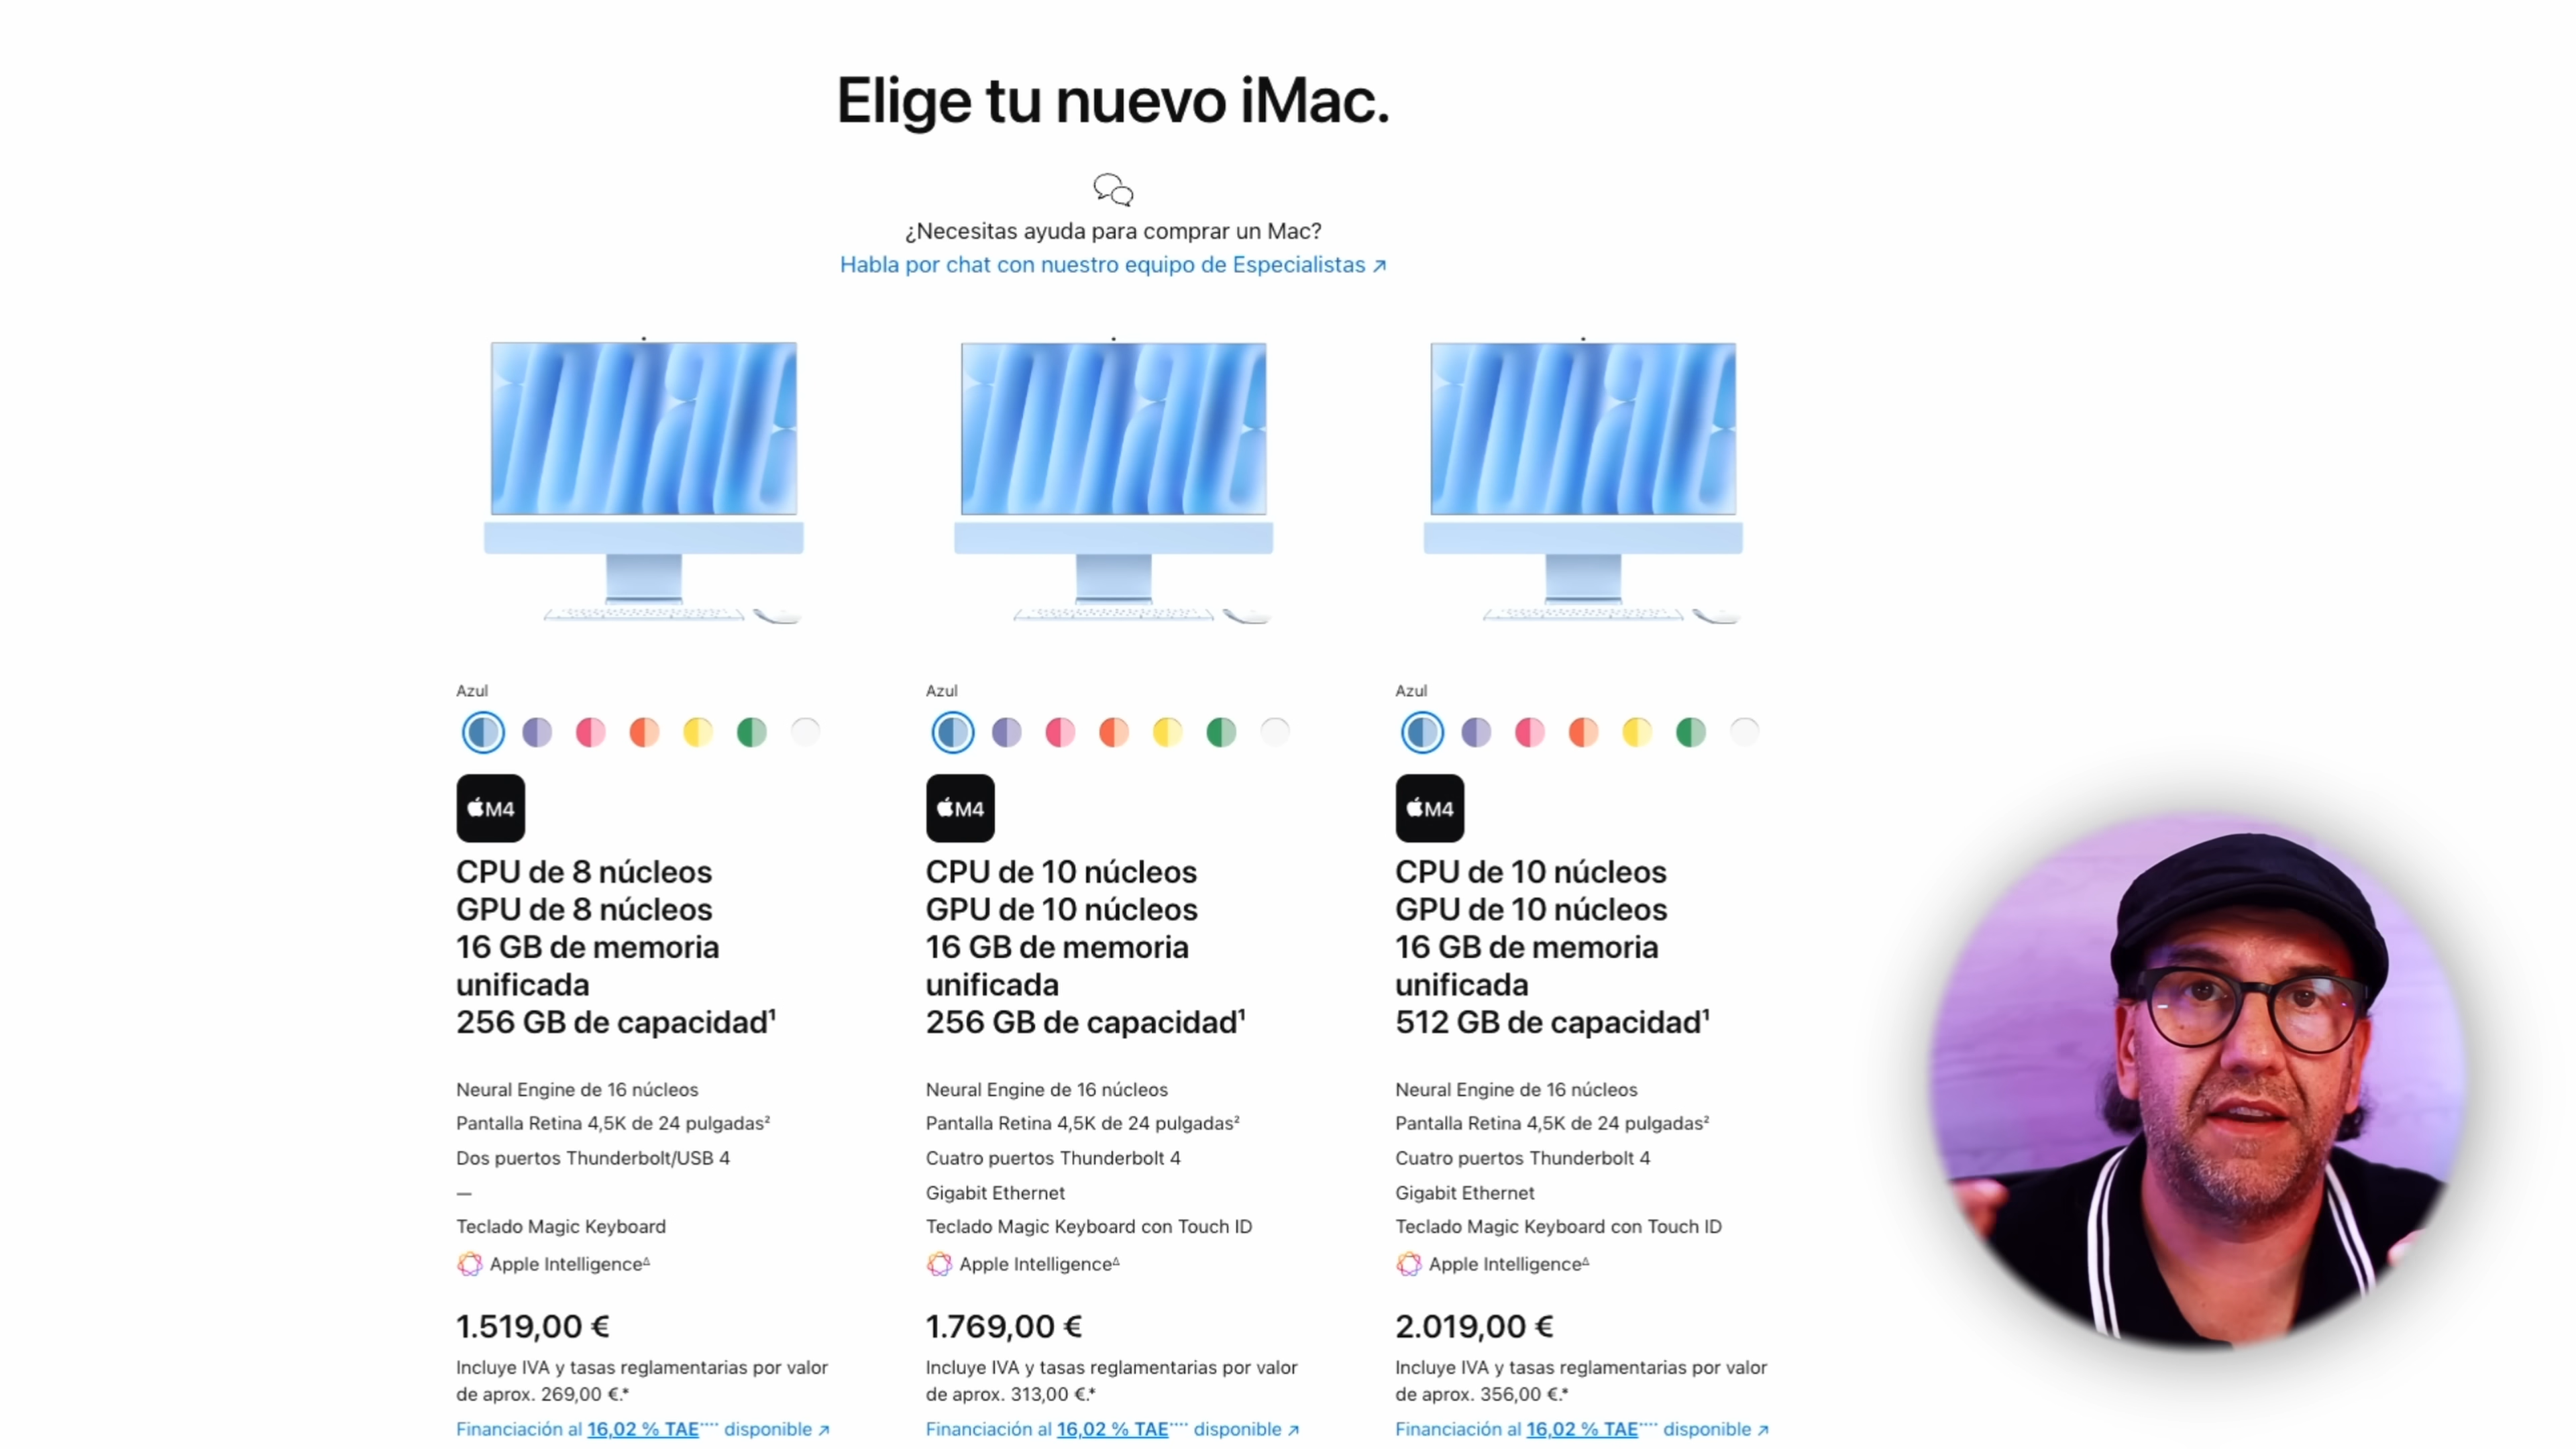 Elige tu nuevo iMac.
¿Necesitas ayuda para comprar un Mac?
Habla por chat con nuestro equipo de Especialistas ↗
Azul
M4
CPU de 8 núcleos
GPU de 8 núcleos
16 GB de memoria
unificada
256 GB de capacidad¹
Neural Engine de 16 núcleos
Pantalla Retina 4,5K de 24 pulgadas²
Dos puertos Thunderbolt/USB 4
—
Teclado Magic Keyboard
Apple Intelligence∆
1.519,00 €
Incluye IVA y tasas reglamentarias por valor
de aprox. 269,00 €.*
Financiación al 16,02 % TAE**** disponible ↗
Azul
M4
CPU de 10 núcleos
GPU de 10 núcleos
16 GB de memoria
unificada
256 GB de capacidad¹
Neural Engine de 16 núcleos
Pantalla Retina 4,5K de 24 pulgadas²
Cuatro puertos Thunderbolt 4
Gigabit Ethernet
Teclado Magic Keyboard con Touch ID
Apple Intelligence∆
1.769,00 €
Incluye IVA y tasas reglamentarias por valor
de aprox. 313,00 €.*
Financiación al 16,02 % TAE**** disponible ↗
Azul
M4
CPU de 10 núcleos
GPU de 10 núcleos
16 GB de memoria
unificada
512 GB de capacidad¹
Neural Engine de 16 núcleos
Pantalla Retina 4,5K de 24 pulgadas²
Cuatro puertos Thunderbolt 4
Gigabit Ethernet
Teclado Magic Keyboard con Touch ID
Apple Intelligence∆
2.019,00 €
Incluye IVA y tasas reglamentarias por valor
de aprox. 356,00 €.*
Financiación al 16,02 % TAE**** disponible ↗